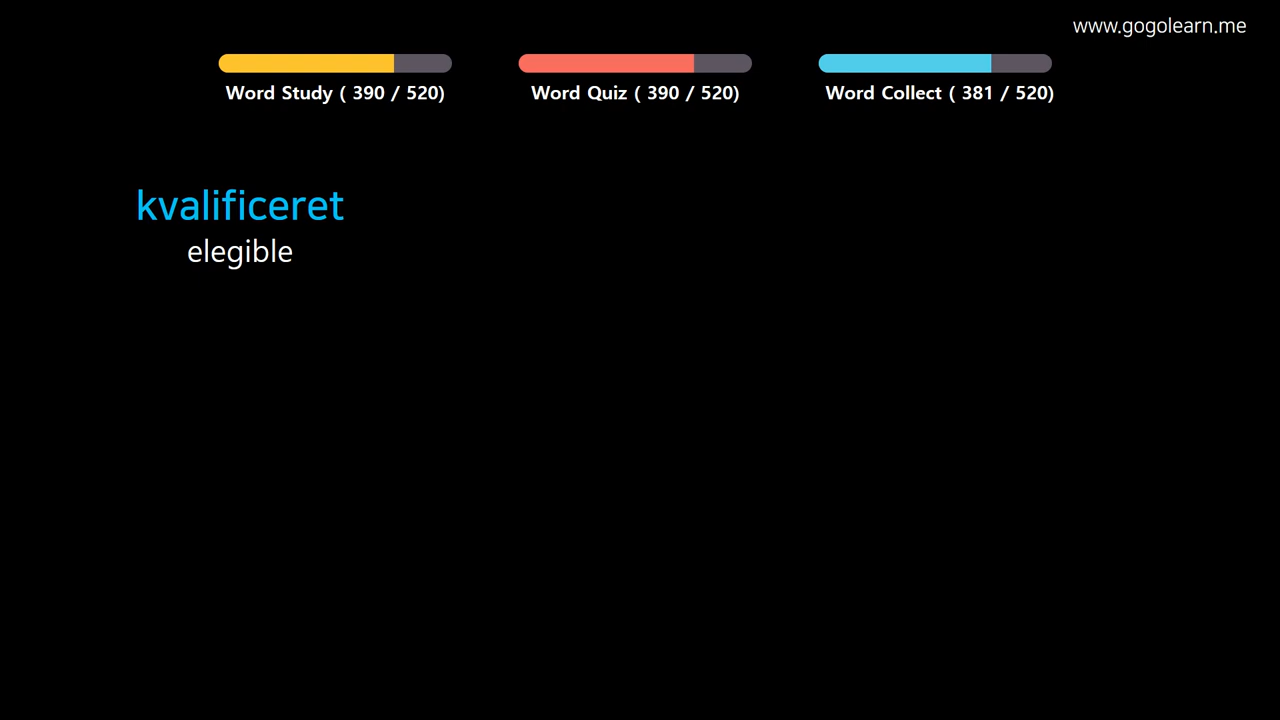 www.gogolearn.me
Word Study ( 390 / 520)
Word Quiz ( 390 / 520)
Word Collect ( 381 / 520)
kvalificeret
elegible